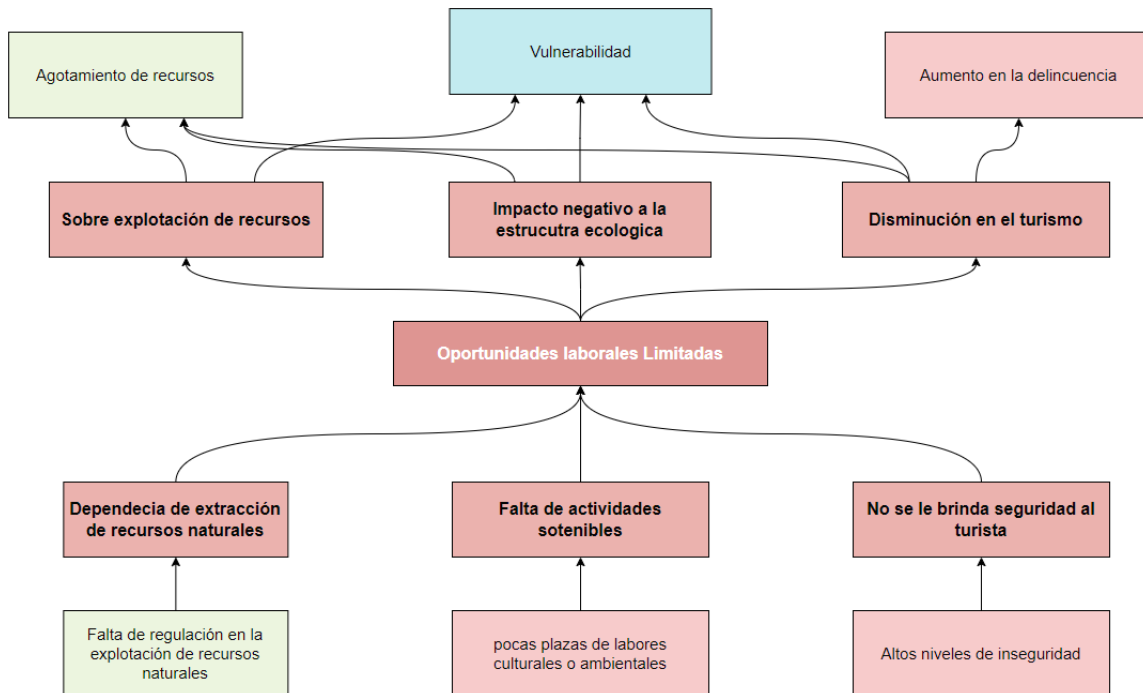 Agotamiento de recursos
Vulnerabilidad
Aumento en la delincuencia
Sobre explotación de recursos
Impacto negativo a la
estrucutra ecologica
Disminución en el turismo
Oportunidades laborales Limitadas
Dependecia de extracción
de recursos naturales
Falta de actividades
sotenibles
No se le brinda seguridad al
turista
Falta de regulación en la
explotación de recursos
naturales
pocas plazas de labores
culturales o ambientales
Altos niveles de inseguridad